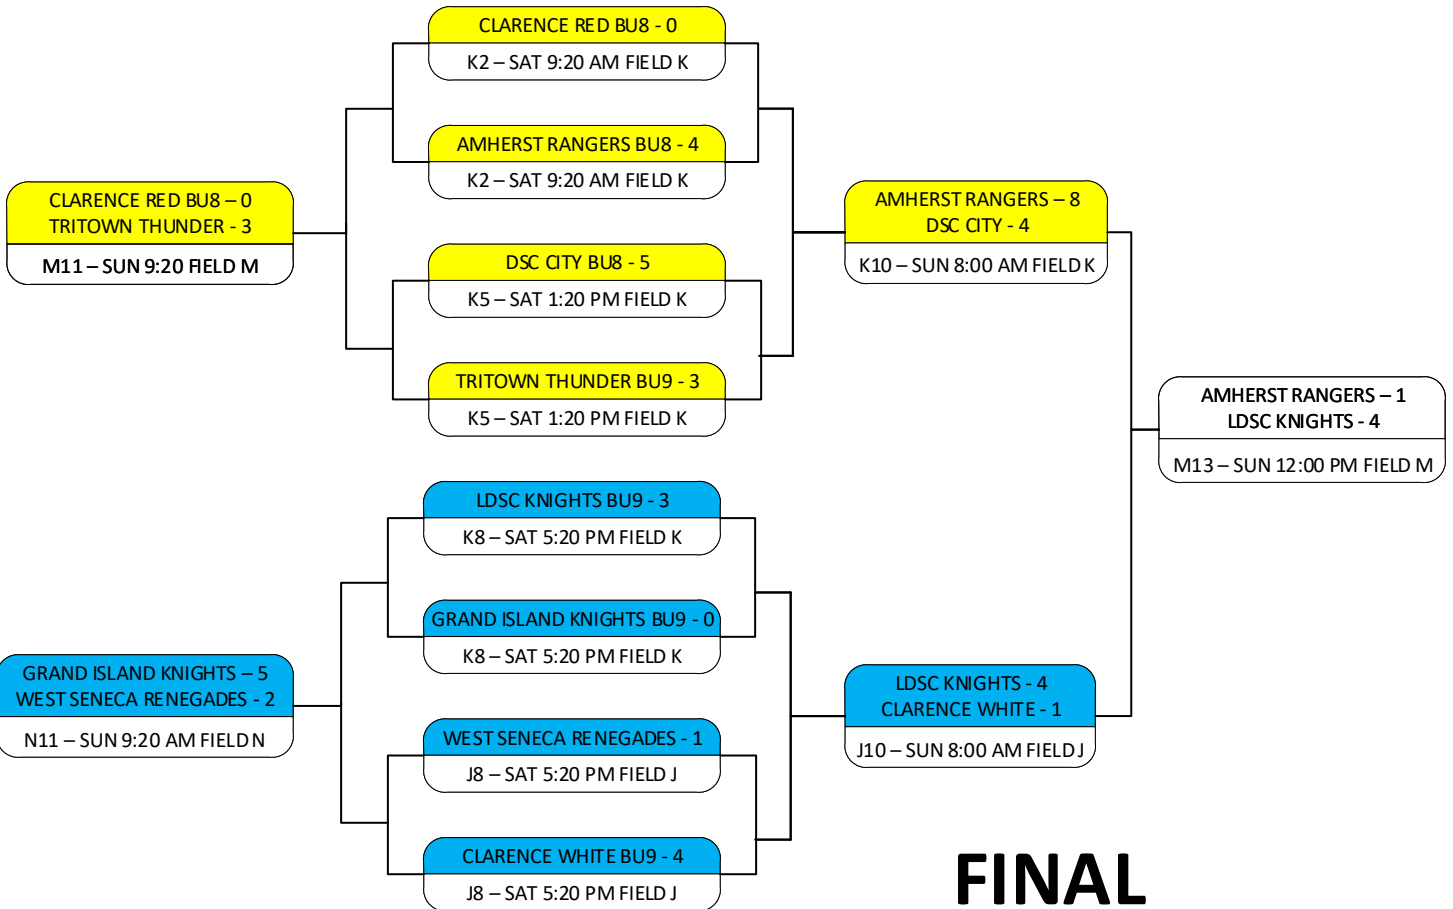 CLARENCE RED BU8 - 0
K2 – SAT 9:20 AM FIELD K
AMHERST RANGERS BU8 - 4
K2 – SAT 9:20 AM FIELD K
CLARENCE RED BU8 – 0
TRITOWN THUNDER - 3
M11 – SUN 9:20 FIELD M
AMHERST RANGERS – 8
DSC CITY - 4
K10 – SUN 8:00 AM FIELD K
DSC CITY BU8 - 5
K5 – SAT 1:20 PM FIELD K
TRITOWN THUNDER BU9 - 3
K5 – SAT 1:20 PM FIELD K
AMHERST RANGERS – 1
LDSC KNIGHTS - 4
M13 – SUN 12:00 PM FIELD M
LDSC KNIGHTS BU9 - 3
K8 – SAT 5:20 PM FIELD K
GRAND ISLAND KNIGHTS BU9 - 0
K8 – SAT 5:20 PM FIELD K
GRAND ISLAND KNIGHTS – 5
WEST SENECA RENEGADES - 2
N11 – SUN 9:20 AM FIELD N
LDSC KNIGHTS - 4
CLARENCE WHITE - 1
J10 – SUN 8:00 AM FIELD J
WEST SENECA RENEGADES - 1
J8 – SAT 5:20 PM FIELD J
CLARENCE WHITE BU9 - 4
J8 – SAT 5:20 PM FIELD J
FINAL